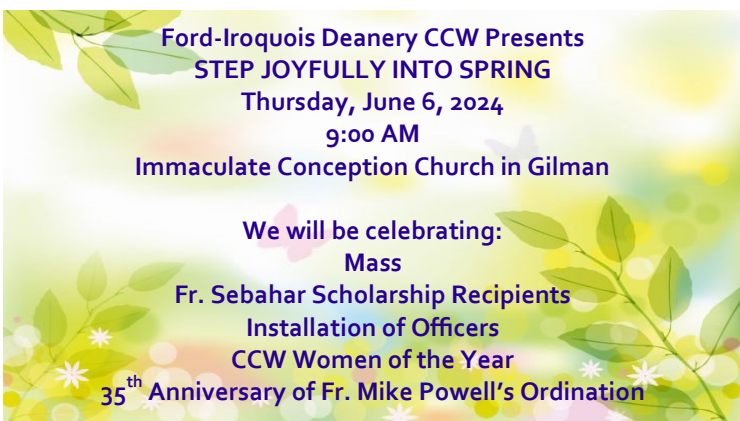 Ford-Iroquois Deanery CCW Presents
STEP JOYFULLY INTO SPRING
Thursday, June 6, 2024
9:00 AM
Immaculate Conception Church in Gilman
We will be celebrating:
Mass
Fr. Sebahar Scholarship Recipients
Installation of Officers
CCW Women of the Year
35th Anniversary of Fr. Mike Powell’s Ordination